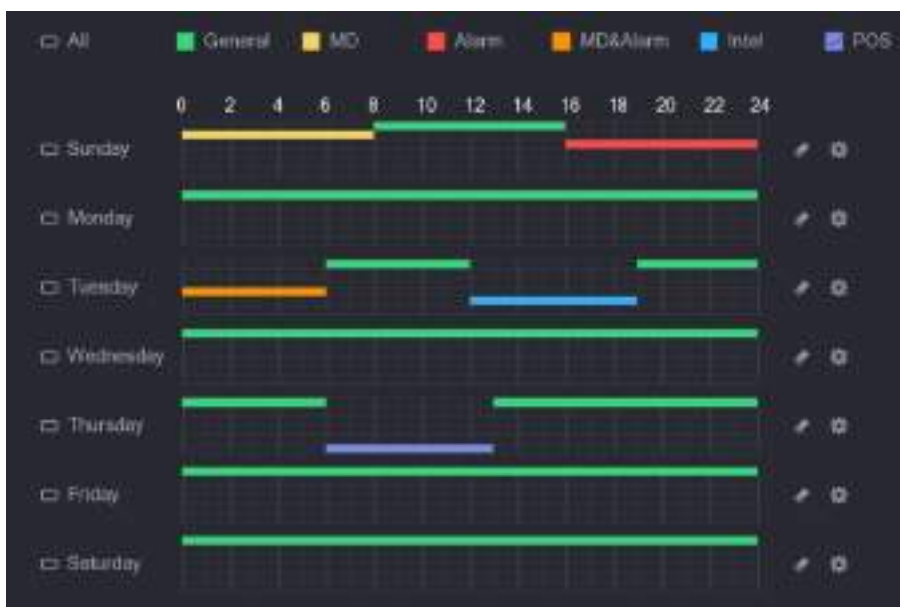 All General MD Alarm MD&Alarm Intel POS
0 2 4 6 8 10 12 14 16 18 20 22 24
Sunday
Monday
Tuesday
Wednesday
Thursday
Friday
Saturday